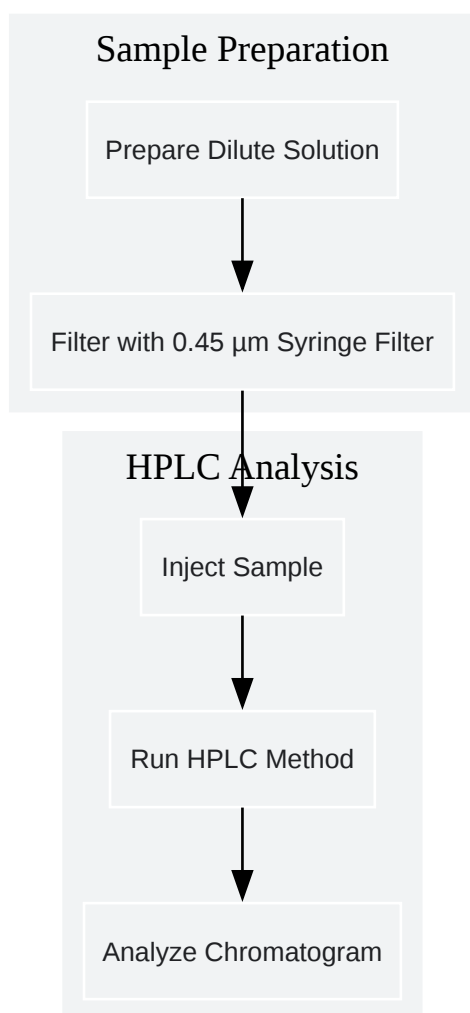 Sample Preparation
Prepare Dilute Solution
Filter with 0.45 µm Syringe Filter
HPLC Analysis
Inject Sample
Run HPLC Method
Analyze Chromatogram